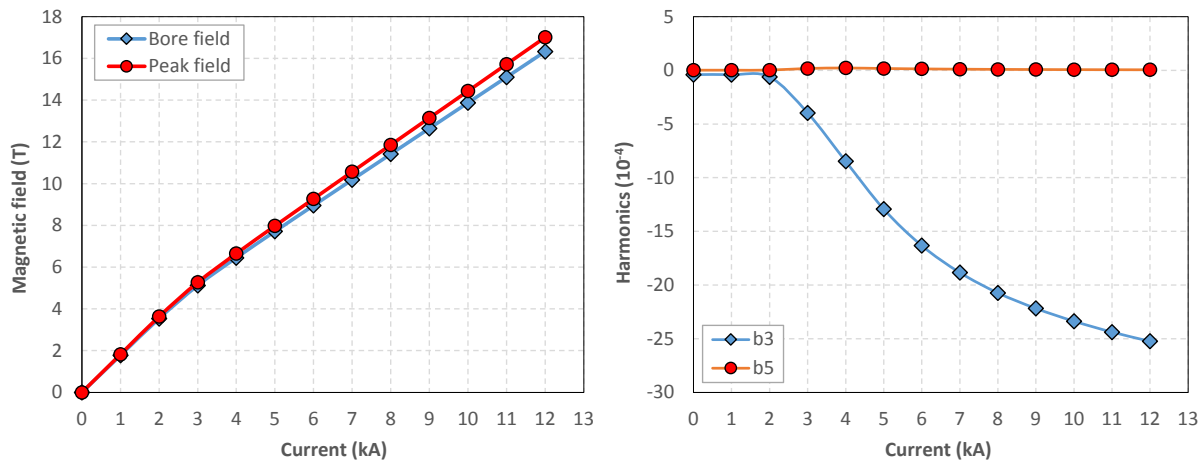 18
16
14
12
10
8
6
4
2
0
Magnetic field (T)
Bore field
Peak field
0 1 2 3 4 5 6 7 8 9 10 11 12 13
Current (kA)
5
0
-5
-10
-15
-20
-25
-30
Harmonics (10⁻⁴)
b3
b5
0 1 2 3 4 5 6 7 8 9 10 11 12 13
Current (kA)